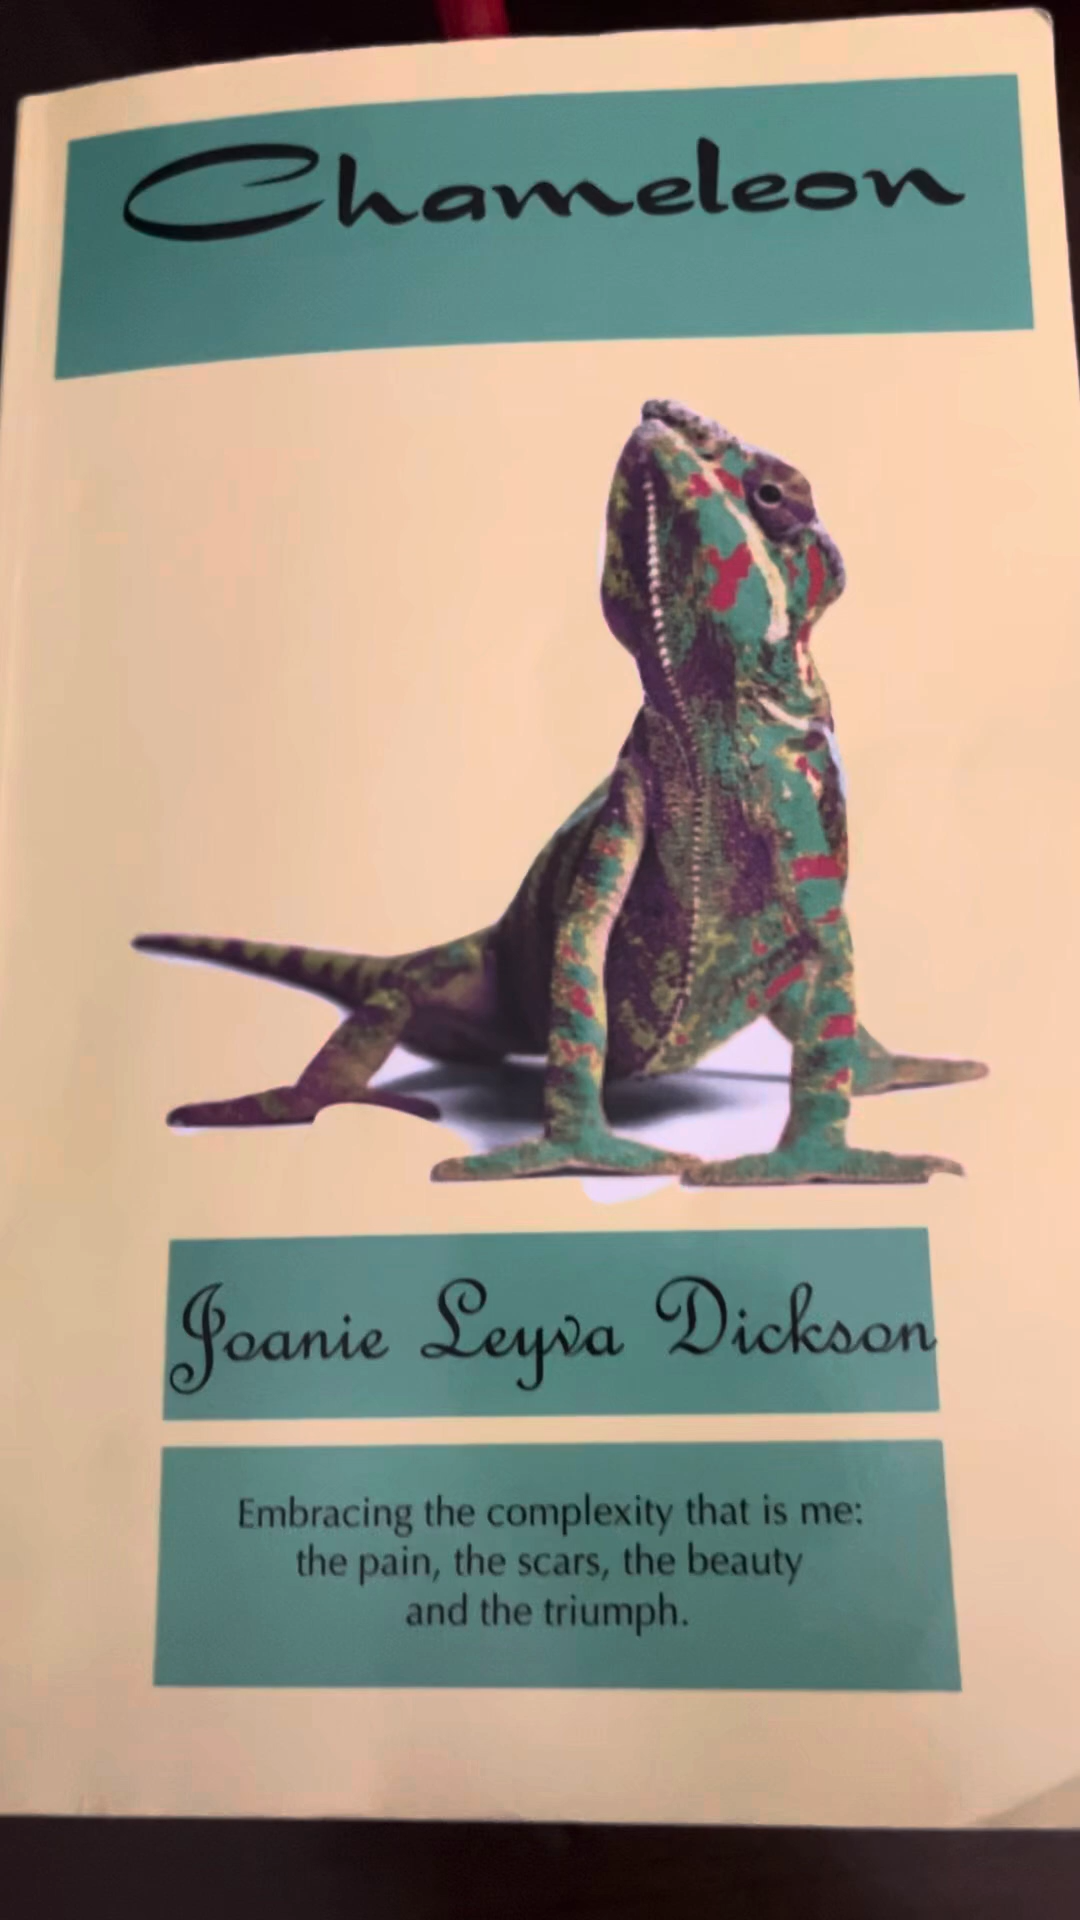 Chameleon
Joanie Leyva Dickson
Embracing the complexity that is me:
the pain, the scars, the beauty
and the triumph.